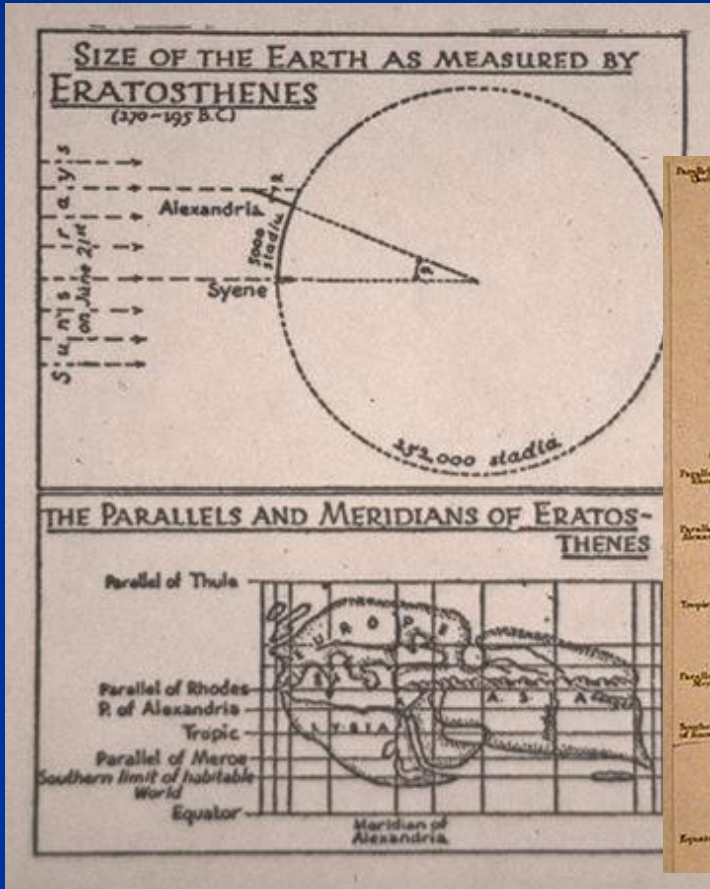 SIZE OF THE EARTH AS MEASURED BY
ERATOSTHENES
(270-195 B.C)
Sun's rays
on June 21st
Alexandria
5000
stadia
Syene
252,000 stadia
THE PARALLELS AND MERIDIANS OF ERATOS-
THENES
Parallel of Thule
EUROPE
Parallel of Rhodes
ASIA
P. of Alexandria
LYBIA
Tropic
Parallel of Meroe
Southern limit of habitable
World
Equator
Meridian of
Alexandria